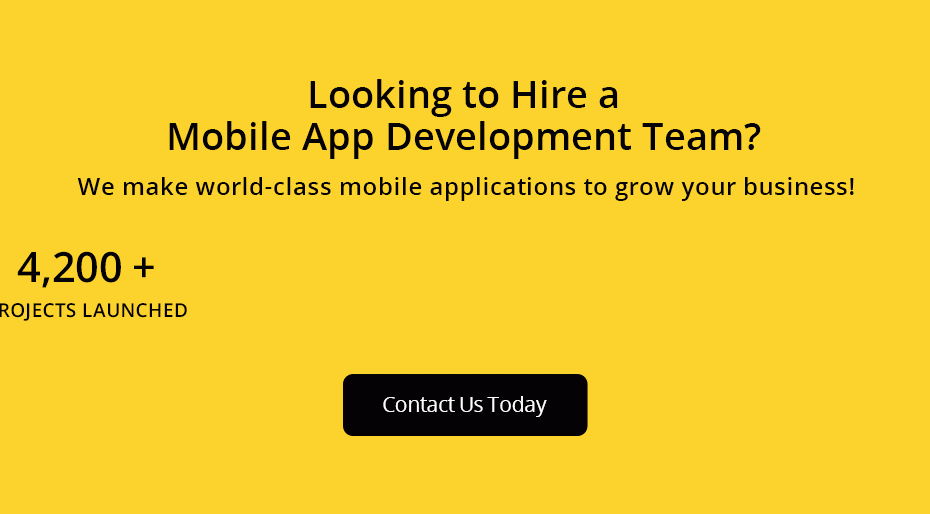 Looking to Hire a
Mobile App Development Team?
We make world-class mobile applications to grow your business!
4,200 +
ROJECTS LAUNCHED
Contact Us Today